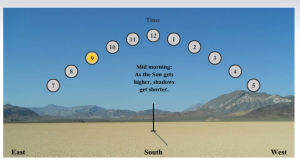 Time
12
11 1
10 2
9 3
8 4
7 5
Mid morning:
As the Sun gets
higher, shadows
get shorter.
East South West